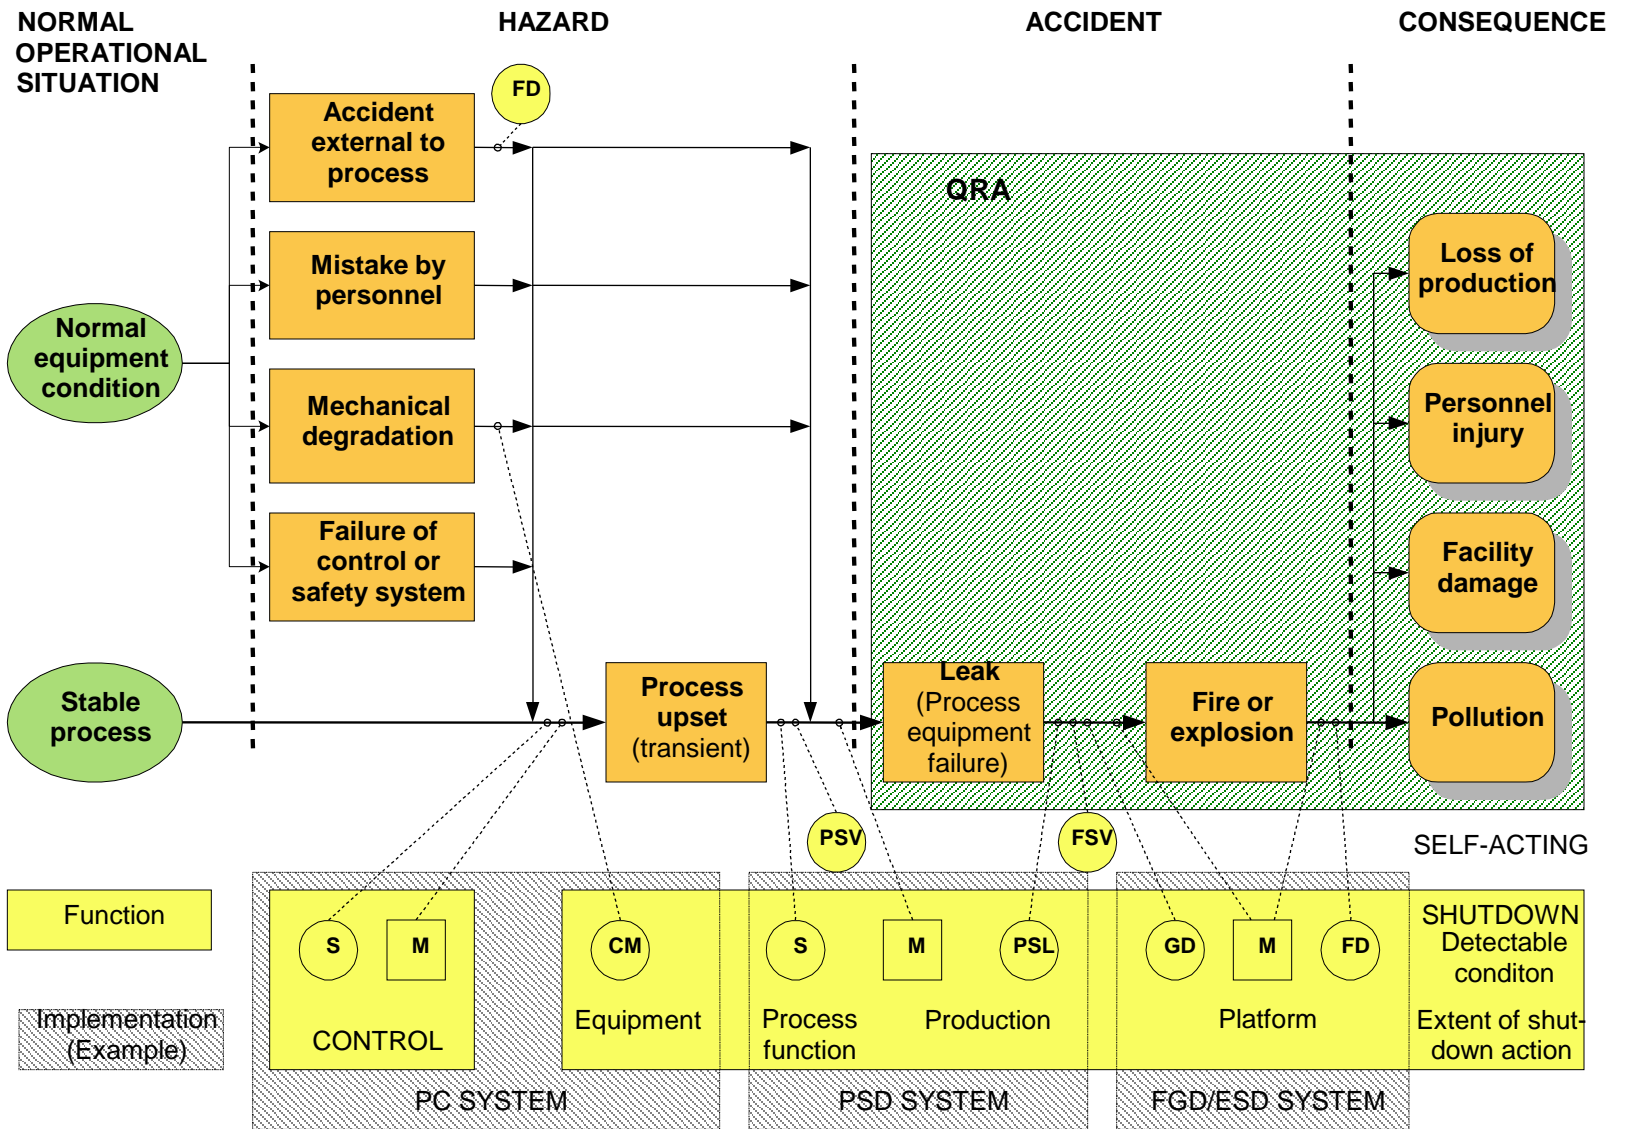 NORMAL
OPERATIONAL
SITUATION
HAZARD
ACCIDENT
CONSEQUENCE
FD
Accident
external to
process
QRA
Mistake by
personnel
Loss of
production
Normal
equipment
condition
Mechanical
degradation
Personnel
injury
Failure of
control or
safety system
Facility
damage
Stable
process
Process
upset
(transient)
Leak
(Process
equipment
failure)
Fire or
explosion
Pollution
PSV
FSV
SELF-ACTING
Function
S
M
CM
S
M
PSL
GD
M
FD
SHUTDOWN
Detectable
conditon
Implementation
(Example)
CONTROL
Equipment
Process
function
Production
Platform
Extent of shut-
down action
PC SYSTEM
PSD SYSTEM
FGD/ESD SYSTEM